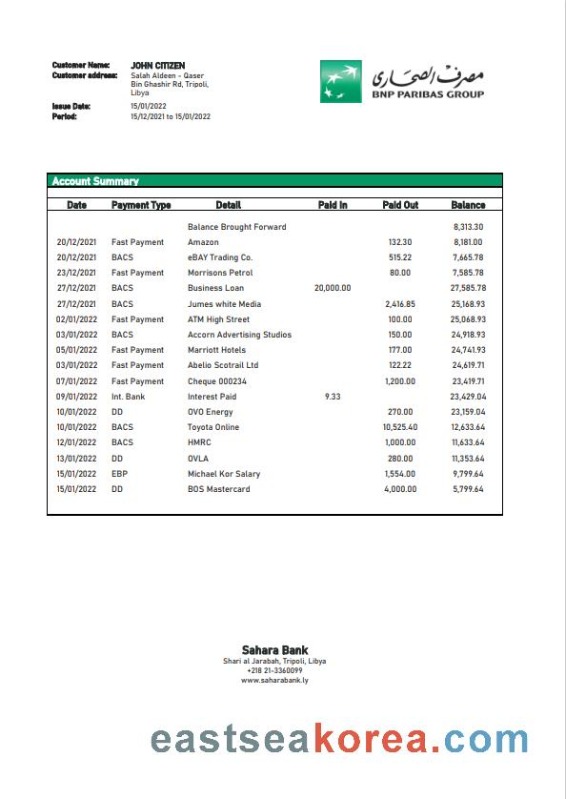 Customer Name: JOHN CITIZEN
Customer address: Salah Aldeen - Qaser
Bin Ghashir Rd, Tripoli,
Libya
Issue Date: 15/01/2022
Period: 15/12/2021 to 15/01/2022
مصرف الصحارى
BNP PARIBAS GROUP
Account Summary
Date Payment Type Detail Paid In Paid Out Balance
Balance Brought Forward 8,313.30
20/12/2021 Fast Payment Amazon 132.30 8,181.00
20/12/2021 BACS eBAY Trading Co. 515.22 7,665.78
23/12/2021 Fast Payment Morrisons Petrol 80.00 7,585.78
27/12/2021 BACS Business Loan 20,000.00 27,585.78
27/12/2021 BACS Jumes white Media 2,416.85 25,168.93
02/01/2022 Fast Payment ATM High Street 100.00 25,068.93
03/01/2022 BACS Accorn Advertising Studios 150.00 24,918.93
05/01/2022 Fast Payment Marriott Hotels 177.00 24,741.93
03/01/2022 Fast Payment Abelio Scotrail Ltd 122.22 24,619.71
07/01/2022 Fast Payment Cheque 000234 1,200.00 23,419.71
09/01/2022 Int. Bank Interest Paid 9.33 23,429.04
10/01/2022 DD OVO Energy 270.00 23,159.04
10/01/2022 BACS Toyota Online 10,525.40 12,633.64
12/01/2022 BACS HMRC 1,000.00 11,633.64
13/01/2022 DD OVLA 280.00 11,353.64
15/01/2022 EBP Michael Kor Salary 1,554.00 9,799.64
15/01/2022 DD BOS Mastercard 4,000.00 5,799.64
Sahara Bank
Shari al Jarabah, Tripoli, Libya
+218 21-3360099
www.saharabank.ly
eastseakorea.com